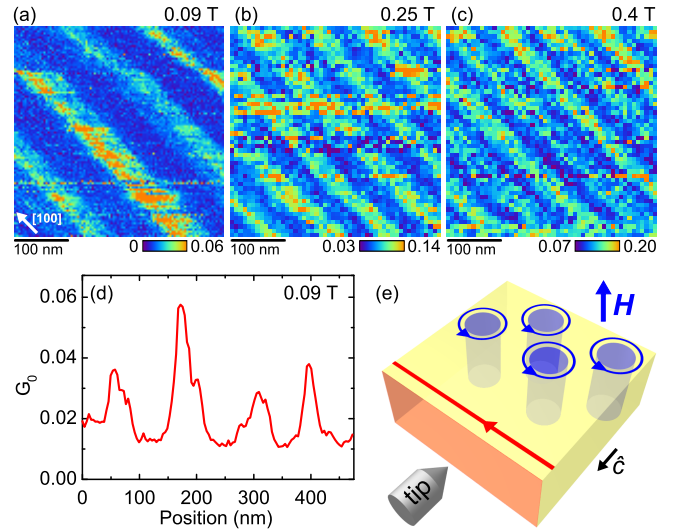 (a) 0.09 T
(b) 0.25 T
(c) 0.4 T
[100]
100 nm 0 0.06
100 nm 0.03 0.14
100 nm 0.07 0.20
(d) 0.09 T
0.06
0.04
0.02
0.00
G0
0 100 200 300 400
Position (nm)
(e)
H
ĉ
tip